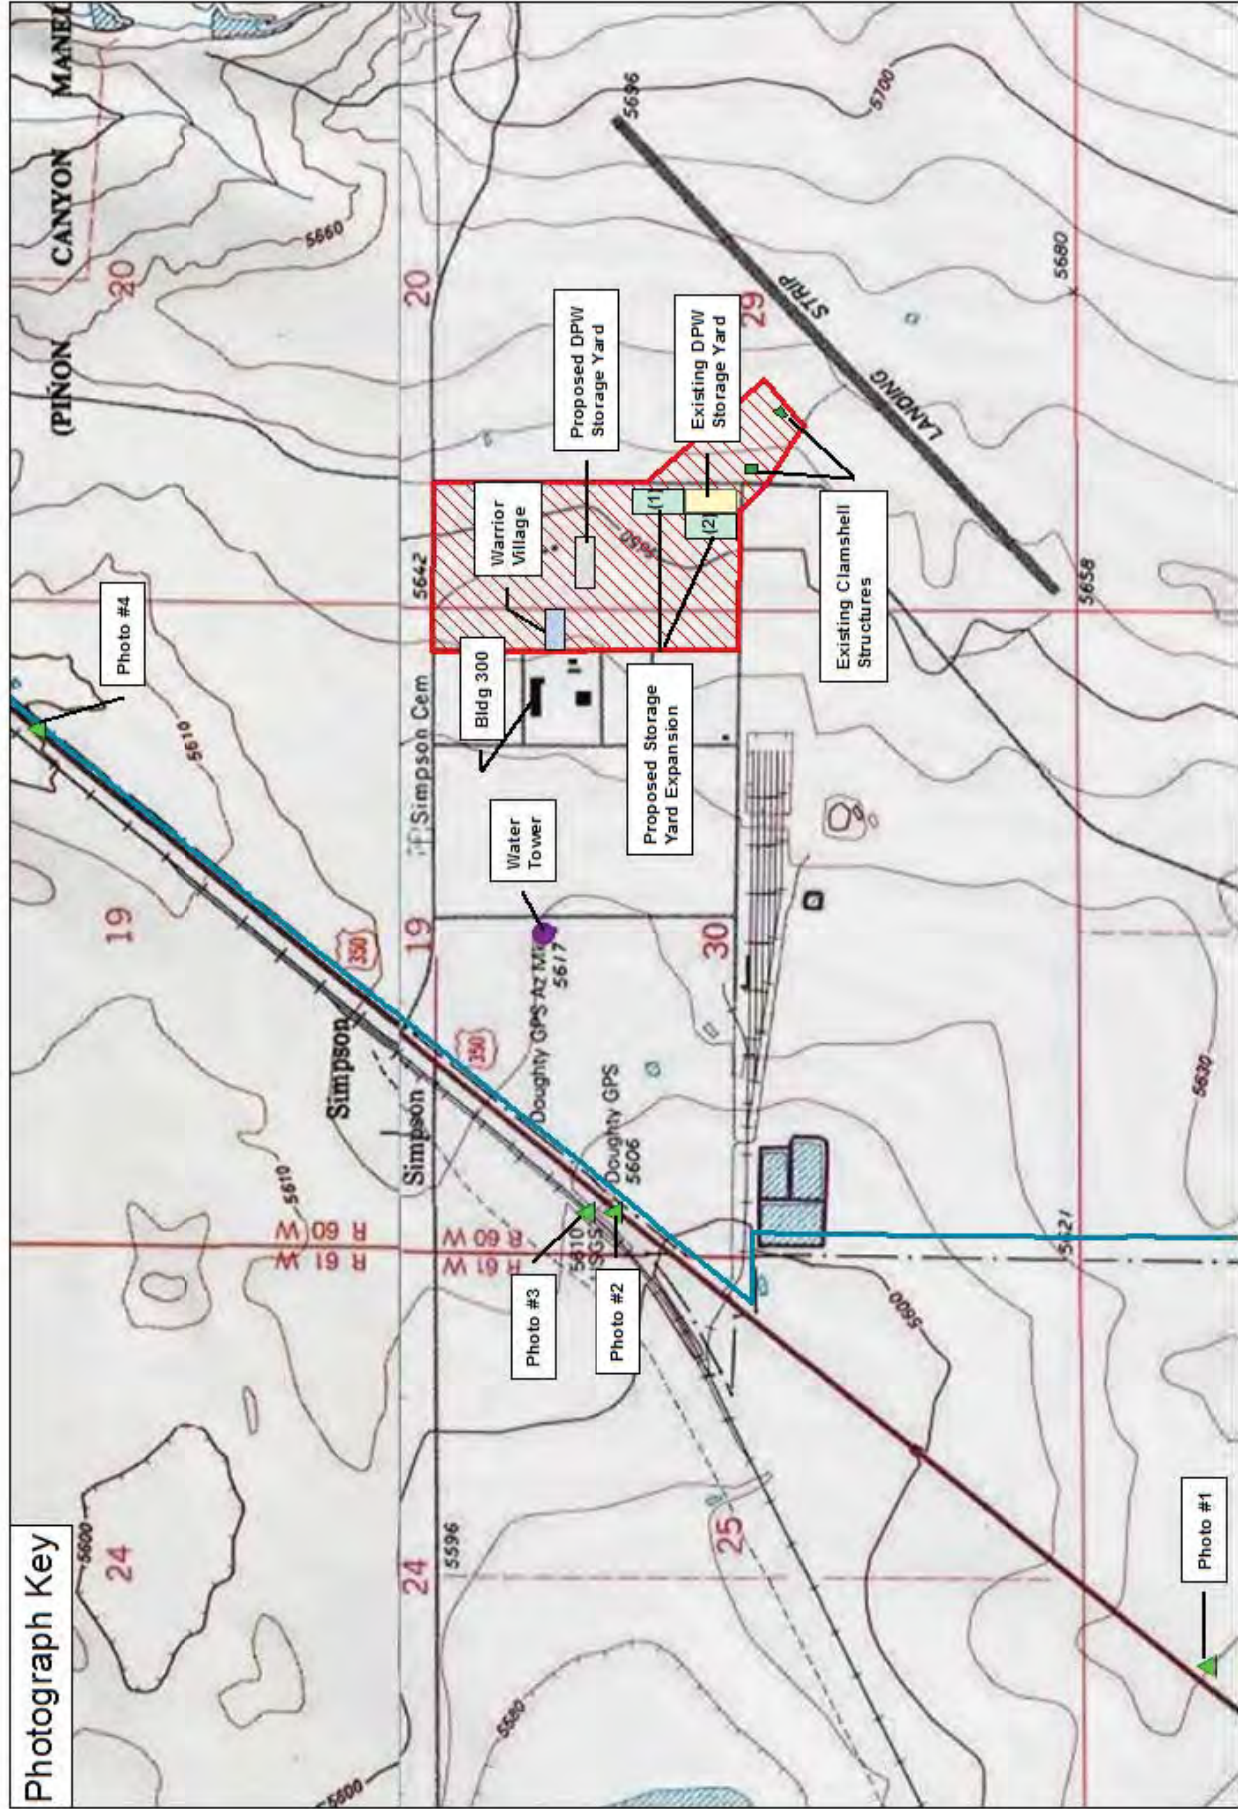 Photograph Key
(PIÑON CANYON
20
5660
5610
19
350
Simpson
5610
R 60 W
R 61 W
24
5600
5600
Photo #4
20
5642
Simpson Cem
19
Simpson
24
5596
350
R 60 W
R 61 W
5696
5700
Warrior
Village
Proposed DPW
Storage Yard
Existing DPW
Storage Yard
Bldg 300
Water
Tower
Proposed Storage
Yard Expansion
Existing Clamshell
Structures
(1)
(2)
5650
29
LANDING
STRIP
5680
5658
Doughty GPS Az
5617
Doughty GPS
5606
5610
Photo #3
Photo #2
30
5630
5621
5600
25
5580
Photo #1